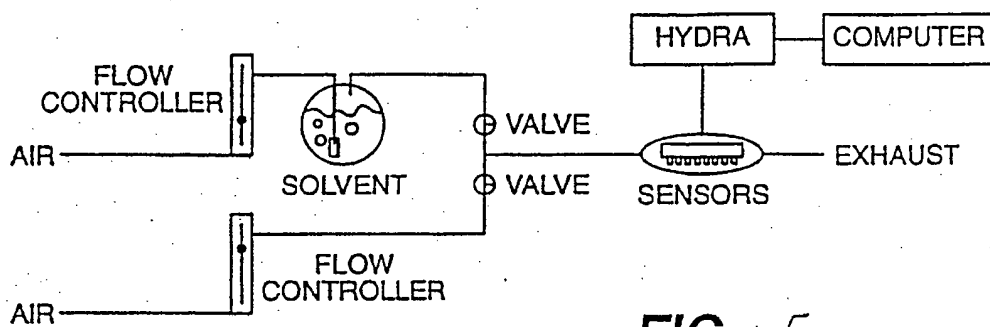 HYDRA
COMPUTER
FLOW
CONTROLLER
VALVE
AIR
EXHAUST
SOLVENT
VALVE
SENSORS
FLOW
CONTROLLER
AIR
FIG. 5